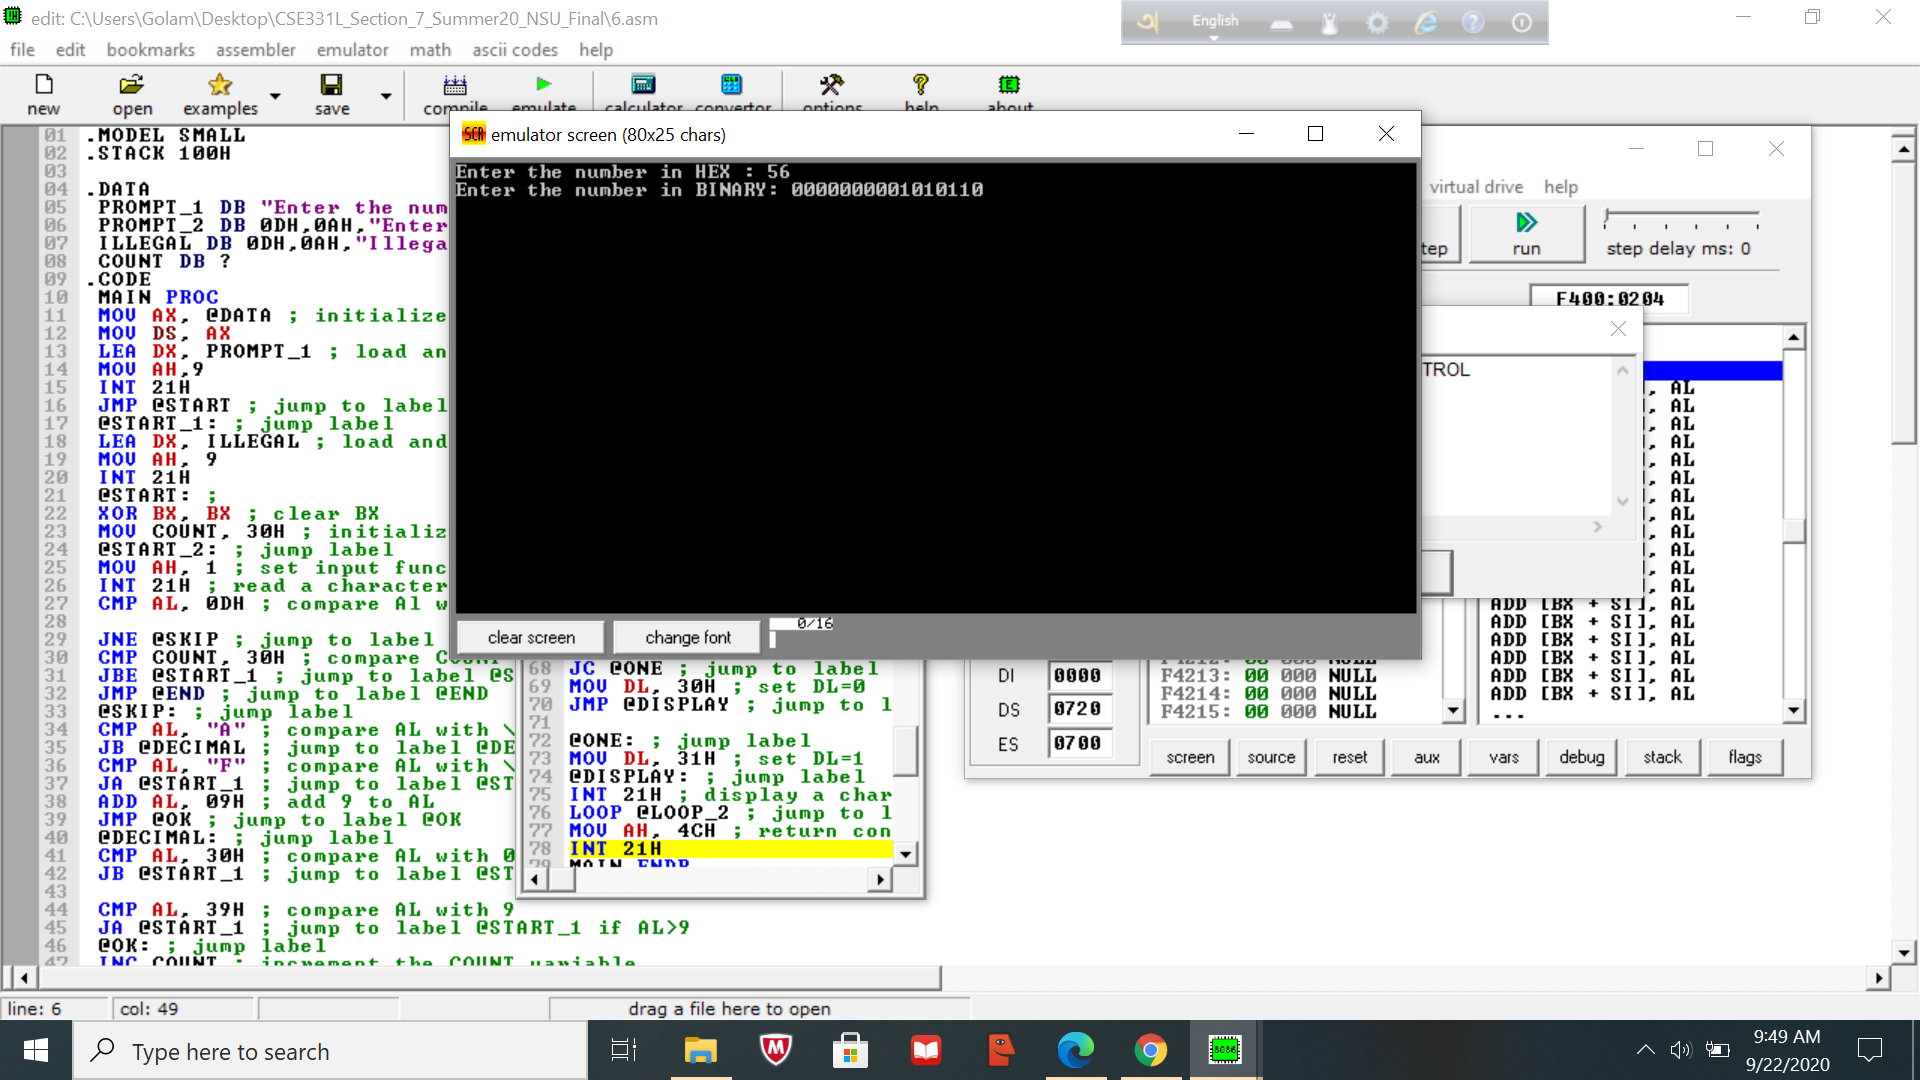 edit: C:\Users\Golam\Desktop\CSE331L_Section_7_Summer20_NSU_Final\6.asm
English
file edit bookmarks assembler emulator math ascii codes help
new open examples save compile emulate calculator convertor options help about
01 .MODEL SMALL
02 .STACK 100H
03
04 .DATA
05 PROMPT_1 DB "Enter the num
06 PROMPT_2 DB 0DH,0AH,"Enter
07 ILLEGAL DB 0DH,0AH,"Illega
08 COUNT DB ?
09 .CODE
10 MAIN PROC
11 MOV AX, @DATA ; initialize
12 MOV DS, AX
13 LEA DX, PROMPT_1 ; load an
14 MOV AH,9
15 INT 21H
16 JMP @START ; jump to label
17 @START_1: ; jump label
18 LEA DX, ILLEGAL ; load and
19 MOV AH, 9
20 INT 21H
21 @START: ;
22 XOR BX, BX ; clear BX
23 MOV COUNT, 30H ; initializ
24 @START_2: ; jump label
25 MOV AH, 1 ; set input func
26 INT 21H ; read a character
27 CMP AL, 0DH ; compare Al w
28
29 JNE @SKIP ; jump to label
30 CMP COUNT, 30H ; compare COUNT
31 JBE @START_1 ; jump to label @S
32 JMP @END ; jump to label @END
33 @SKIP: ; jump label
34 CMP AL, "A" ; compare AL with \
35 JB @DECIMAL ; jump to label @DE
36 CMP AL, "F" ; compare AL with \
37 JA @START_1 ; jump to label @ST
38 ADD AL, 09H ; add 9 to AL
39 JMP @OK ; jump to label @OK
40 @DECIMAL: ; jump label
41 CMP AL, 30H ; compare AL with 0
42 JB @START_1 ; jump to label @ST
43
44 CMP AL, 39H ; compare AL with 9
45 JA @START_1 ; jump to label @START_1 if AL>9
46 @OK: ; jump label
47 INC COUNT ; increment the COUNT variable
emulator screen (80x25 chars)
Enter the number in HEX : 56
Enter the number in BINARY: 0000000001010110
clear screen change font 0/16
68 JC @ONE ; jump to label
69 MOV DL, 30H ; set DL=0
70 JMP @DISPLAY ; jump to l
71
72 @ONE: ; jump label
73 MOV DL, 31H ; set DL=1
74 @DISPLAY: ; jump label
75 INT 21H ; display a char
76 LOOP @LOOP_2 ; jump to l
77 MOV AH, 4CH ; return con
78 INT 21H
79 MAIN ENDP
virtual drive help
tep run step delay ms: 0
F400:0204
TROL
], AL
], AL
], AL
], AL
], AL
], AL
], AL
], AL
], AL
], AL
], AL
], AL
ADD [BX + SI], AL
ADD [BX + SI], AL
ADD [BX + SI], AL
ADD [BX + SI], AL
ADD [BX + SI], AL
ADD [BX + SI], AL
...
DI 0000
DS 0720
ES 0700
F4212: 00 000 NULL
F4213: 00 000 NULL
F4214: 00 000 NULL
F4215: 00 000 NULL
screen source reset aux vars debug stack flags
line: 6 col: 49 drag a file here to open
Type here to search
8086
9:49 AM
9/22/2020